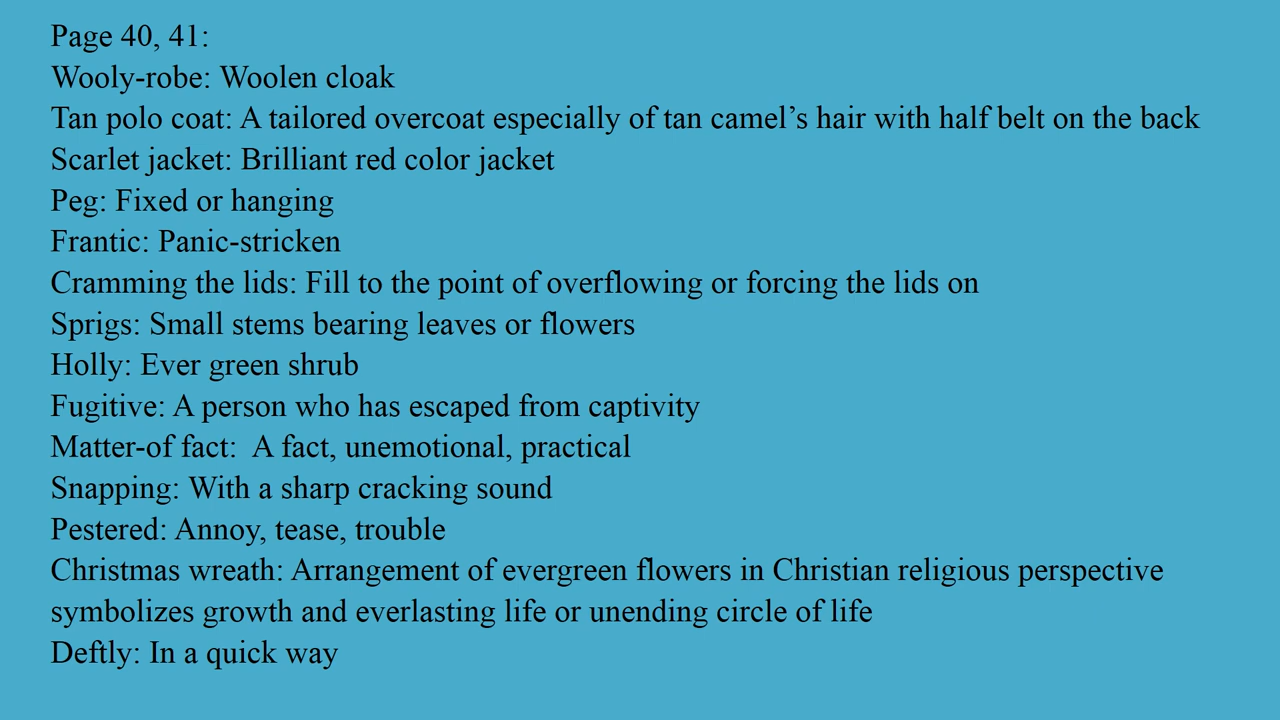 Page 40, 41:
Wooly-robe: Woolen cloak
Tan polo coat: A tailored overcoat especially of tan camel’s hair with half belt on the back
Scarlet jacket: Brilliant red color jacket
Peg: Fixed or hanging
Frantic: Panic-stricken
Cramming the lids: Fill to the point of overflowing or forcing the lids on
Sprigs: Small stems bearing leaves or flowers
Holly: Ever green shrub
Fugitive: A person who has escaped from captivity
Matter-of fact:  A fact, unemotional, practical
Snapping: With a sharp cracking sound
Pestered: Annoy, tease, trouble
Christmas wreath: Arrangement of evergreen flowers in Christian religious perspective
symbolizes growth and everlasting life or unending circle of life
Deftly: In a quick way